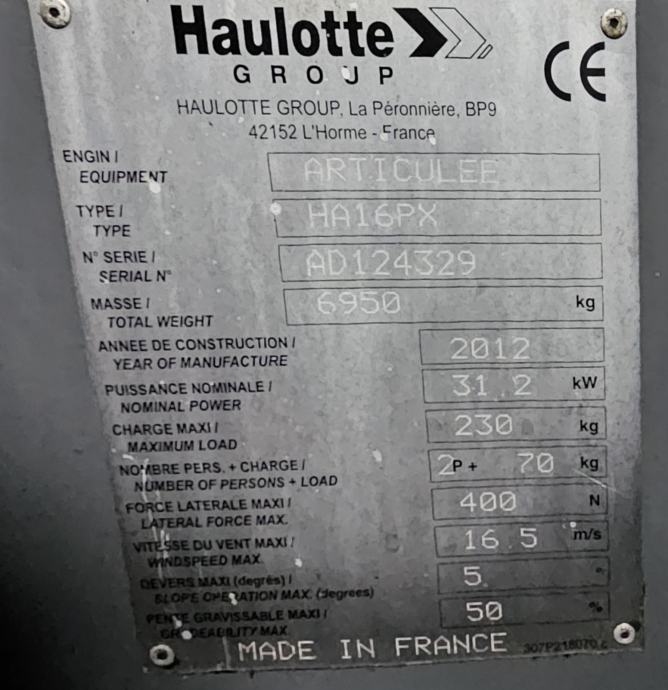 Haulotte
GROUP
CE
HAULOTTE GROUP, La Péronnière, BP9
42152 L'Horme - France
ENGIN / ARTICULEE
EQUIPMENT
TYPE / HA16PX
TYPE
N° SERIE / AD124329
SERIAL N°
MASSE / 6950 kg
TOTAL WEIGHT
ANNEE DE CONSTRUCTION / 2012
YEAR OF MANUFACTURE
PUISSANCE NOMINALE / 31.2 kW
NOMINAL POWER
CHARGE MAXI / 230 kg
MAXIMUM LOAD
NOMBRE PERS. + CHARGE / 2P+ 70 kg
NUMBER OF PERSONS + LOAD
FORCE LATERALE MAXI / 400 N
LATERAL FORCE MAX.
VITESSE DU VENT MAXI / 16.5 m/s
WINDSPEED MAX.
DEVERS MAXI (degrès) / 5 °
SLOPE OPERATION MAX. (degrees)
PENTE GRAVISSABLE MAXI / 50 %
GRADEABILITY MAX.
MADE IN FRANCE